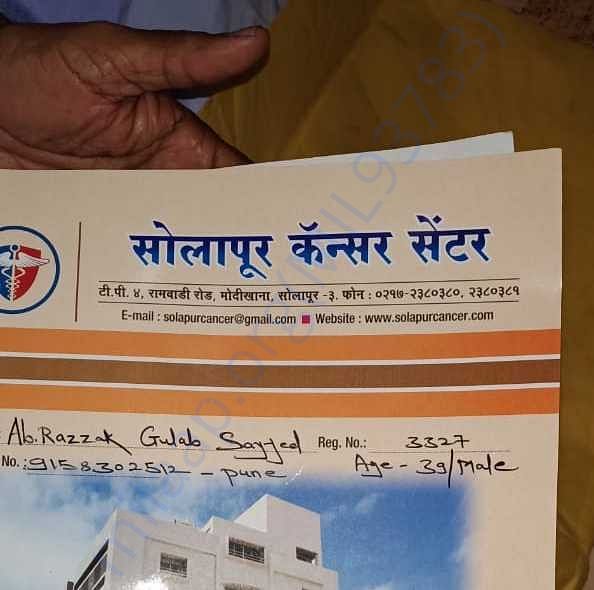 सोलापूर कॅन्सर सेंटर
टी.पी. ४, रामवाडी रोड, मोदीखाना, सोलापूर -३. फोन : ०२१७-२३८०३८०, २३८०३८१
E-mail : solapurcancer@gmail.com ■ Website : www.solapurcancer.com
: Ab.Razzak Gulab Sayyed Reg. No.: 3327
No. : 9158302512 - pune Age - 39/Male